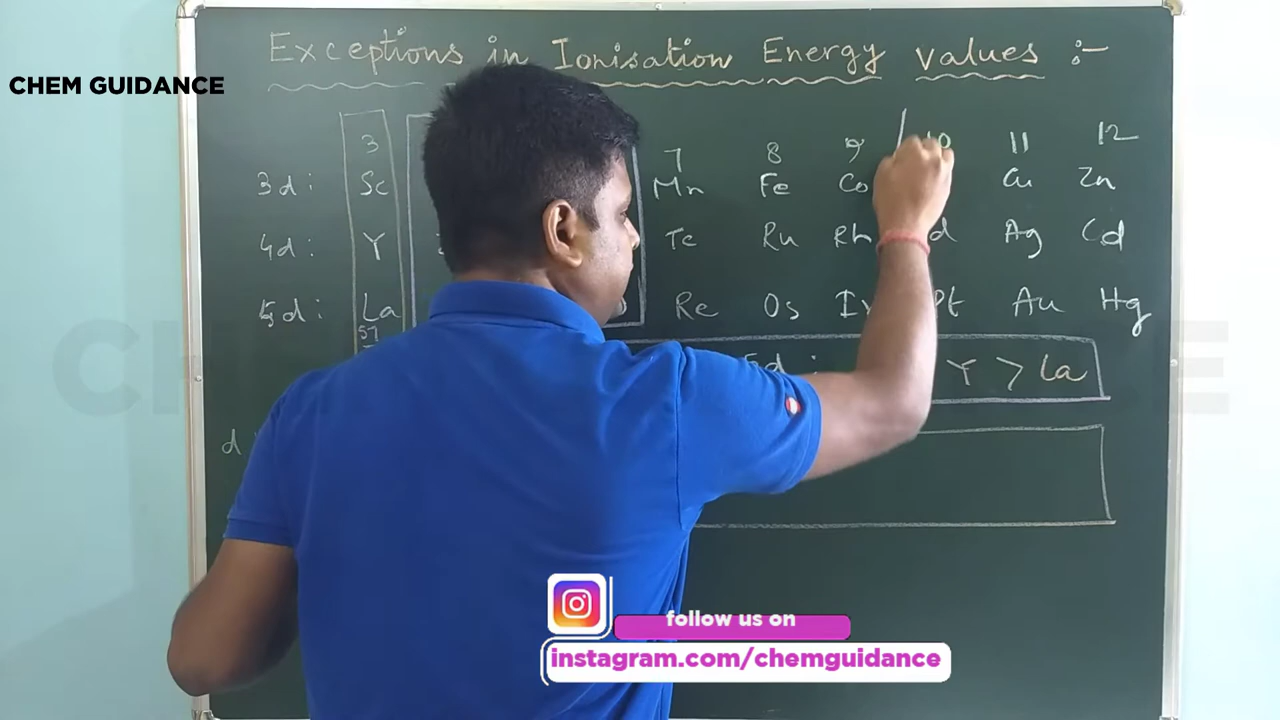 Exceptions in Ionisation Energy values :-
CHEM GUIDANCE
3 7 8 9 10 11 12
3d : Sc Mn Fe Co Cu Zn
4d : Y Tc Ru Rh Ag Cd
5d : La Re Os Ir Pt Au Hg
57
5d : Y > La
d
follow us on
instagram.com/chemguidance